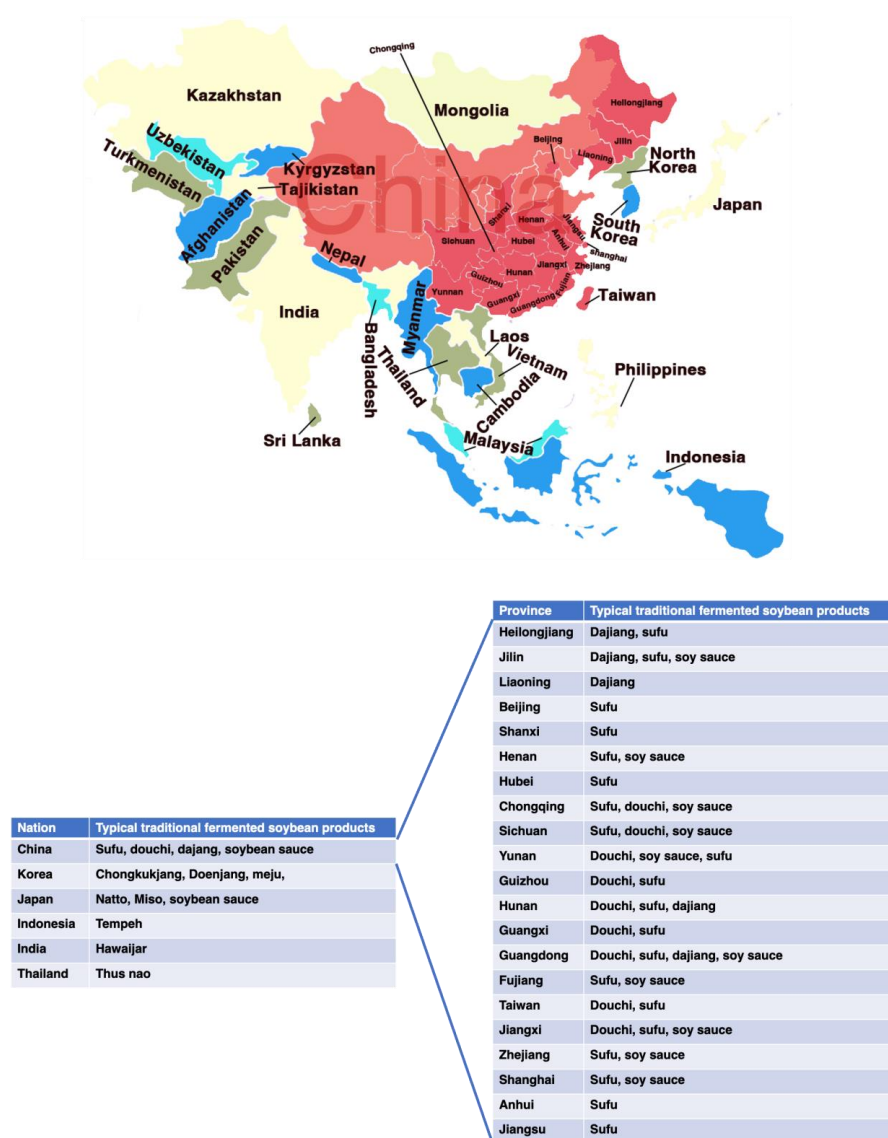 Chongqing
Kazakhstan
Mongolia
Heilongjiang
Uzbekistan
Jilin
Beijing
Liaoning
North
Korea
Turkmenistan
Kyrgyzstan
Tajikistan
China
Japan
Shanxi
Henan
South
Korea
Afghanistan
Jiangsu
Pakistan
Sichuan
Hubei
Anhui
shanghai
Nepal
Jiangxi
Zhejiang
Guizhou
Hunan
Fujian
India
Myanmar
Yunnan
Guangxi
Guangdong
Taiwan
Bangladesh
Laos
Thailand
Vietnam
Cambodia
Philippines
Sri Lanka
Malaysia
Indonesia
Province Typical traditional fermented soybean products
Heilongjiang Dajiang, sufu
Jilin Dajiang, sufu, soy sauce
Liaoning Dajiang
Beijing Sufu
Shanxi Sufu
Henan Sufu, soy sauce
Hubei Sufu
Chongqing Sufu, douchi, soy sauce
Sichuan Sufu, douchi, soy sauce
Yunan Douchi, soy sauce, sufu
Guizhou Douchi, sufu
Hunan Douchi, sufu, dajiang
Guangxi Douchi, sufu
Guangdong Douchi, sufu, dajiang, soy sauce
Fujiang Sufu, soy sauce
Taiwan Douchi, sufu
Jiangxi Douchi, sufu, soy sauce
Zhejiang Sufu, soy sauce
Shanghai Sufu, soy sauce
Anhui Sufu
Jiangsu Sufu
Nation Typical traditional fermented soybean products
China Sufu, douchi, dajang, soybean sauce
Korea Chongkukjang, Doenjang, meju,
Japan Natto, Miso, soybean sauce
Indonesia Tempeh
India Hawaijar
Thailand Thus nao